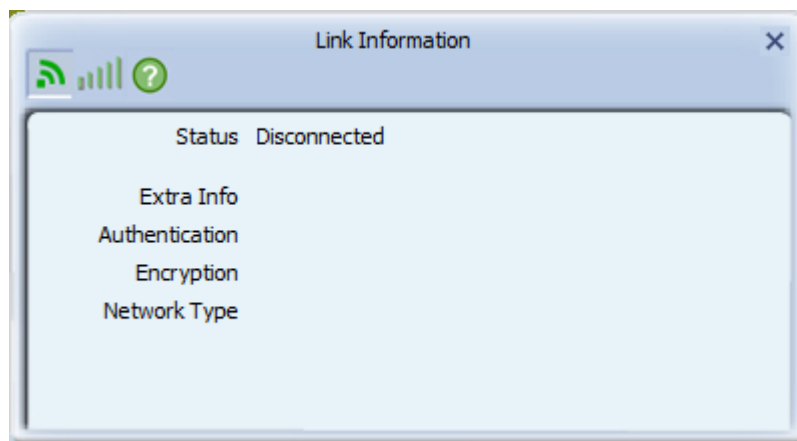 Link Information
Status Disconnected
Extra Info
Authentication
Encryption
Network Type